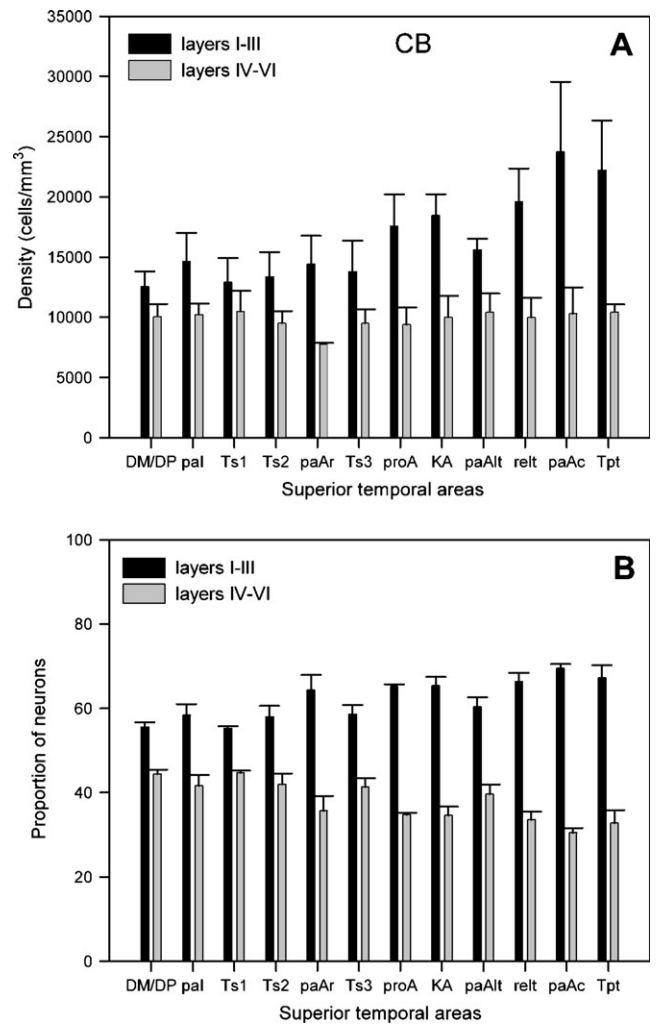 35000
30000
25000
20000
15000
10000
5000
0
Density (cells/mm³)
layers I-III
layers IV-VI
CB
A
DM/DP paI Ts1 Ts2 paAr Ts3 proA KA paAlt reIt paAc Tpt
Superior temporal areas
100
80
60
40
20
0
Proportion of neurons
layers I-III
layers IV-VI
B
DM/DP paI Ts1 Ts2 paAr Ts3 proA KA paAlt reIt paAc Tpt
Superior temporal areas